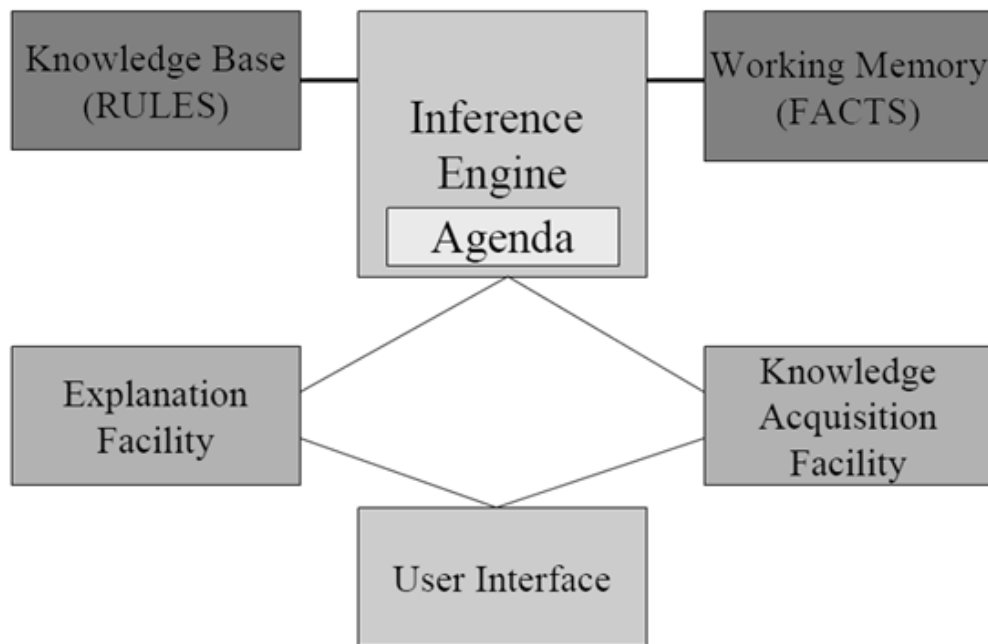 Knowledge Base
(RULES)
Inference
Engine
Agenda
Working Memory
(FACTS)
Explanation
Facility
Knowledge
Acquisition
Facility
User Interface